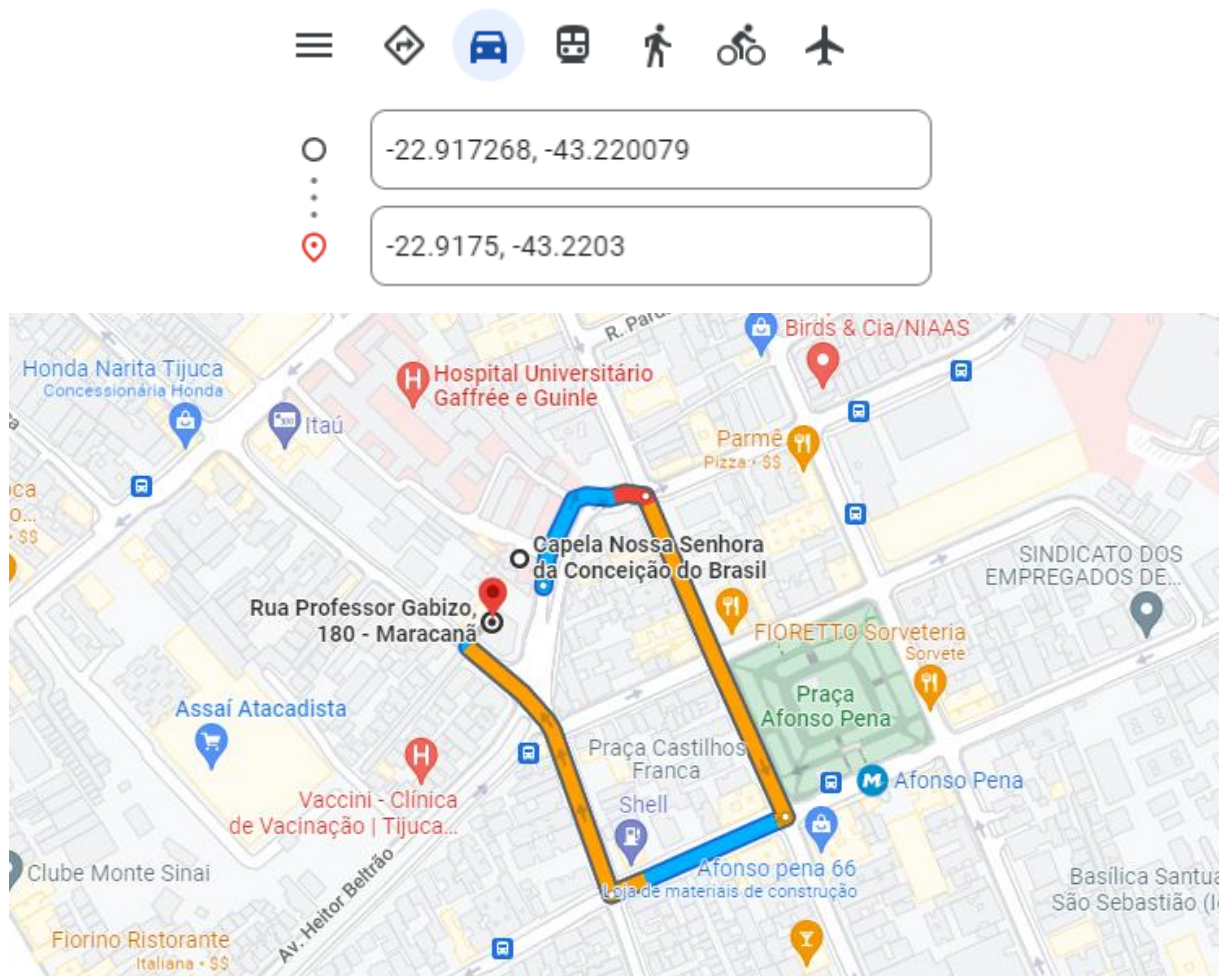 -22.917268, -43.220079
-22.9175, -43.2203
R. Par
Birds & Cia/NIAAS
Honda Narita Tijuca
Concessionária Honda
Hospital Universitário
Gaffrée e Guinle
Itaú
Parmê
Pizza · $$
oca
o...
· $$
Capela Nossa Senhora
da Conceição do Brasil
SINDICATO DOS
EMPREGADOS DE...
Rua Professor Gabizo,
180 - Maracanã
FIORETTO Sorveteria
Sorvete
Praça
Afonso Pena
Assaí Atacadista
Praça Castilhos
Franca
Afonso Pena
Shell
Vaccini - Clínica
de Vacinação | Tijuca...
Afonso pena 66
Loja de materiais de construção
Clube Monte Sinai
Av. Heitor Beltrão
Basílica Santuá
São Sebastião (I
Fiorino Ristorante
Italiana · $$